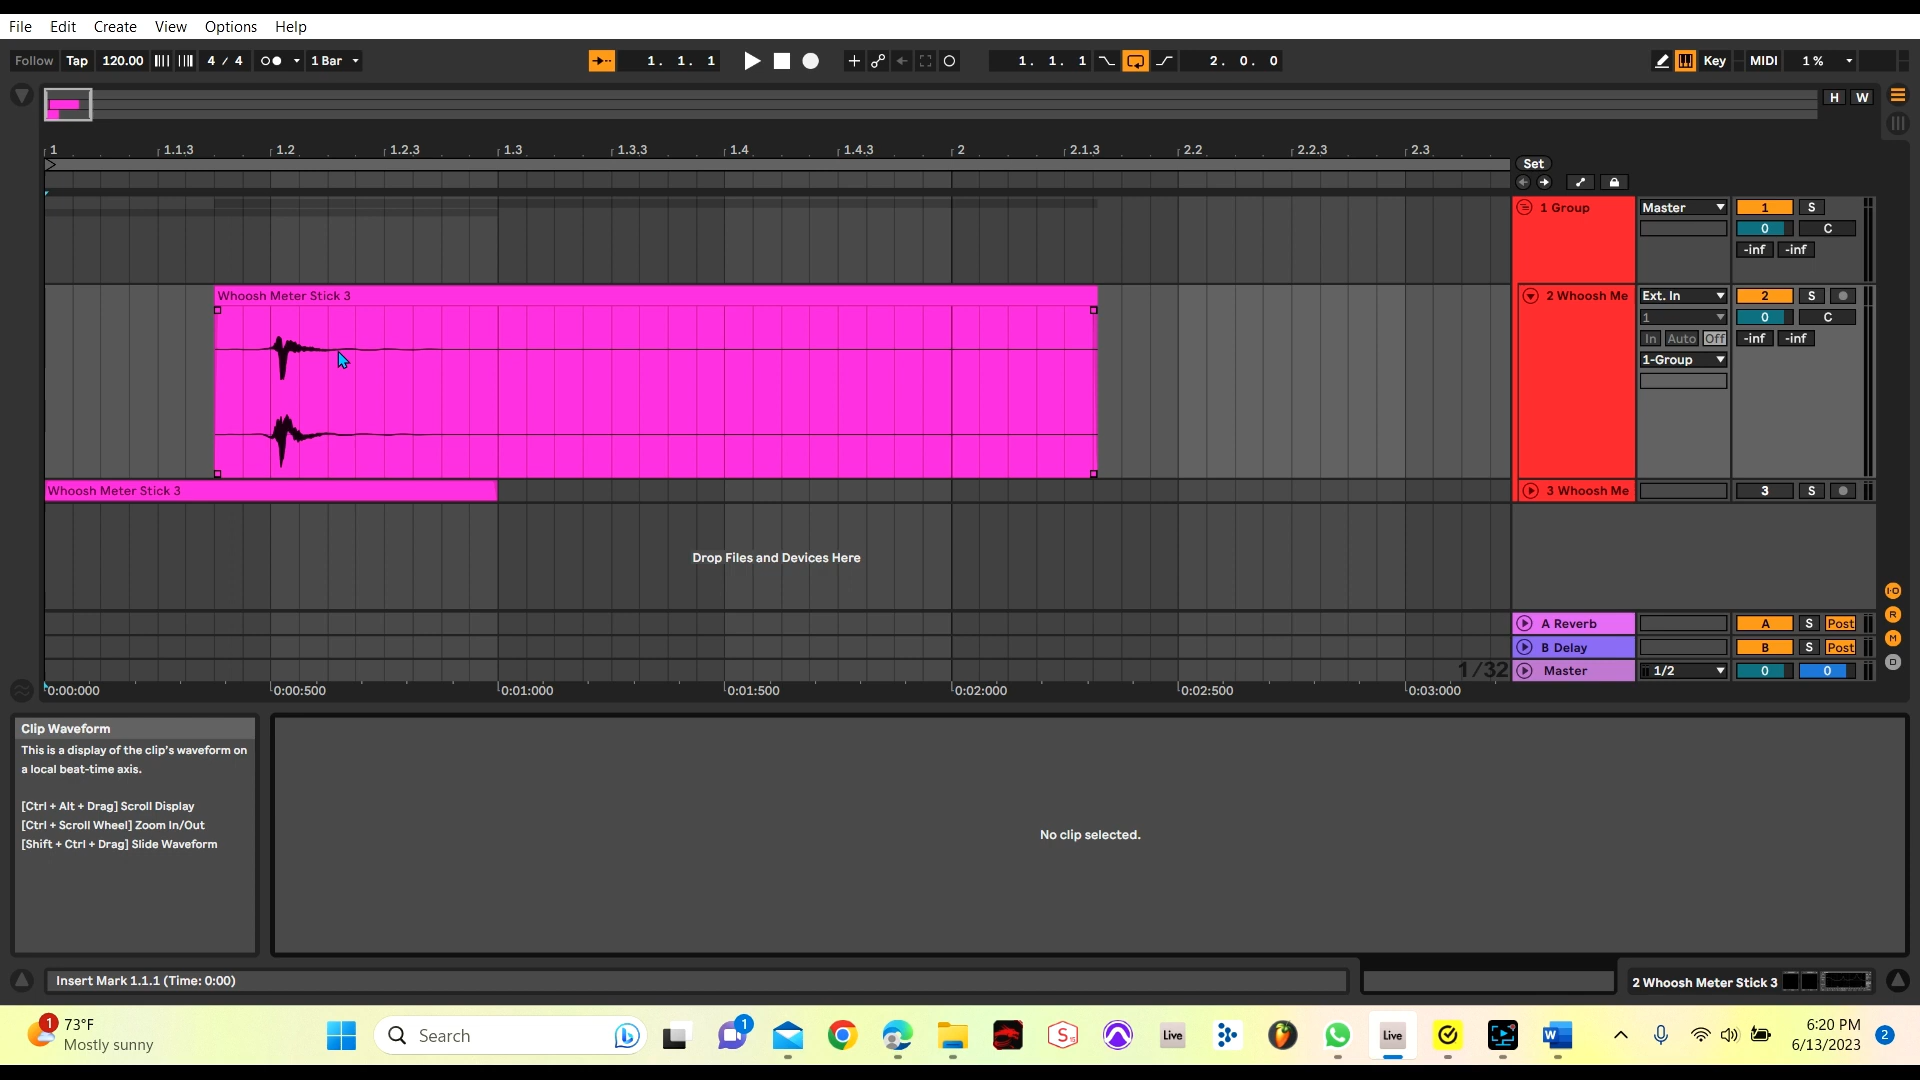 File Edit Create View Options Help
Follow Tap 120.00 4 / 4 1 Bar 1. 1. 1 1. 1. 1 2. 0. 0 Key MIDI 1 %
H W
1 1.1.3 1.2 1.2.3 1.3 1.3.3 1.4 1.4.3 2 2.1.3 2.2 2.2.3 2.3
Set
1 Group Master 1 S
0 C
-inf -inf
Whoosh Meter Stick 3 2 Whoosh Me Ext. In 2 S
1 0 C
In Auto Off -inf -inf
1-Group
Whoosh Meter Stick 3 3 Whoosh Me 3 S
Drop Files and Devices Here
A Reverb A S Post
B Delay B S Post
1/32 Master 1/2 0 0
I·O
R
M
D
0:00:000 0:00:500 0:01:000 0:01:500 0:02:000 0:02:500 0:03:000
Clip Waveform
This is a display of the clip's waveform on
a local beat-time axis.
[Ctrl + Alt + Drag] Scroll Display
[Ctrl + Scroll Wheel] Zoom In/Out
[Shift + Ctrl + Drag] Slide Waveform
No clip selected.
Insert Mark 1.1.1 (Time: 0:00) 2 Whoosh Meter Stick 3
1 73°F
Mostly sunny
Search 1 Live Live
6:20 PM
6/13/2023 2